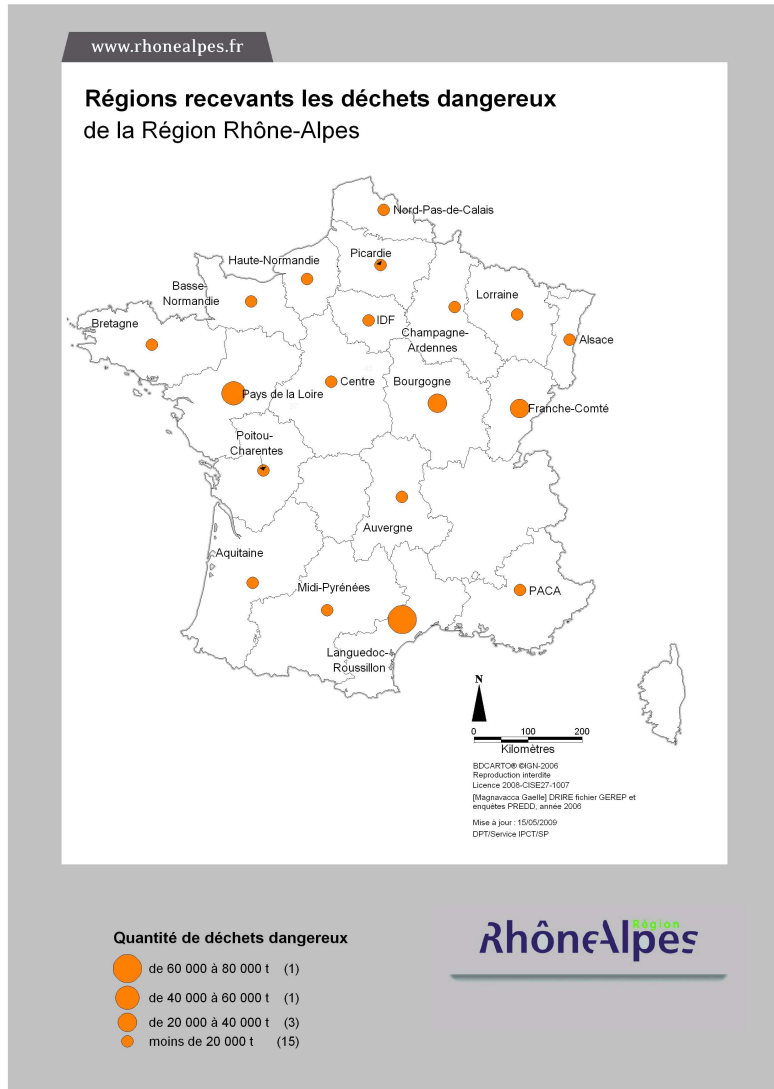 www.rhonealpes.fr
Régions recevants les déchets dangereux
de la Région Rhône-Alpes
Nord-Pas-de-Calais
Picardie
Haute-Normandie
Basse-
Normandie
Lorraine
Bretagne
IDF
Champagne-
Ardennes
Alsace
Centre
Bourgogne
Pays de la Loire
Franche-Comté
Poitou-
Charentes
Auvergne
Aquitaine
Midi-Pyrénées
PACA
Languedoc-
Roussillon
N
0 100 200
Kilomètres
BDCARTO® ©IGN-2006
Reproduction interdite
Licence 2008-CISE27-1007
[Magnavacca Gaelle] DRIRE fichier GEREP et
enquêtes PREDD, année 2006
Mise à jour : 15/05/2009
DPT/Service IPCT/SP
Quantité de déchets dangereux
de 60 000 à 80 000 t (1)
de 40 000 à 60 000 t (1)
de 20 000 à 40 000 t (3)
moins de 20 000 t (15)
Région
RhôneAlpes